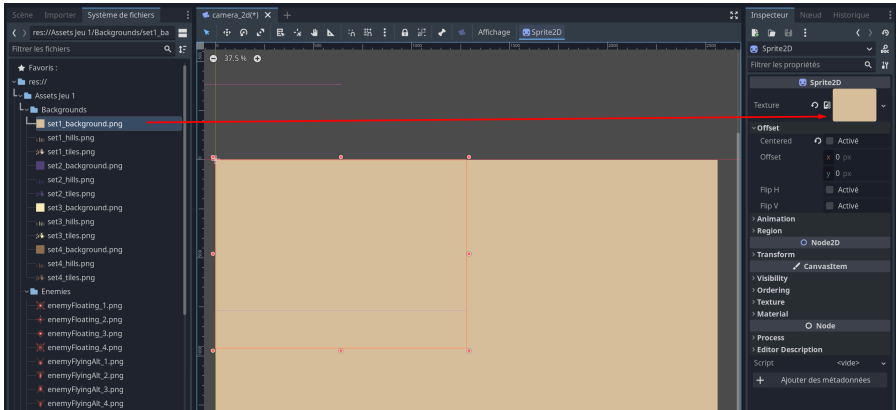 Scène Importer Système de fichiers
res://Assets Jeu 1/Backgrounds/set1_ba
Filtrer les fichiers
Favoris :
res://
Assets Jeu 1
Backgrounds
set1_background.png
set1_hills.png
set1_tiles.png
set2_background.png
set2_hills.png
set2_tiles.png
set3_background.png
set3_hills.png
set3_tiles.png
set4_background.png
set4_hills.png
set4_tiles.png
Enemies
enemyFloating_1.png
enemyFloating_2.png
enemyFloating_3.png
enemyFloating_4.png
enemyFlyingAlt_1.png
enemyFlyingAlt_2.png
enemyFlyingAlt_3.png
enemyFlyingAlt_4.png
camera_2d(*) X +
Affichage Sprite2D
37.5 %
Inspecteur Nœud Historique
Sprite2D
Filtrer les propriétés
Sprite2D
Texture
Offset
Centered Activé
Offset x 0 px
y 0 px
Flip H Activé
Flip V Activé
Animation
Region
Node2D
Transform
CanvasItem
Visibility
Ordering
Texture
Material
Node
Process
Editor Description
Script <vide>
+ Ajouter des métadonnées